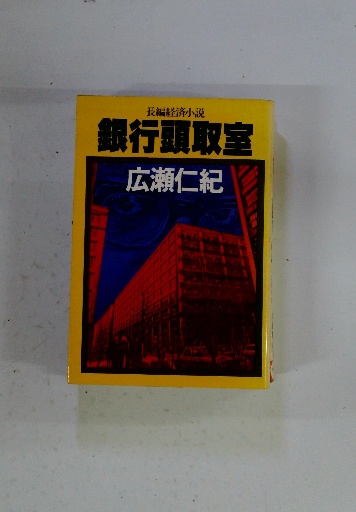 長編経済小説
銀行頭取室
広瀬仁紀